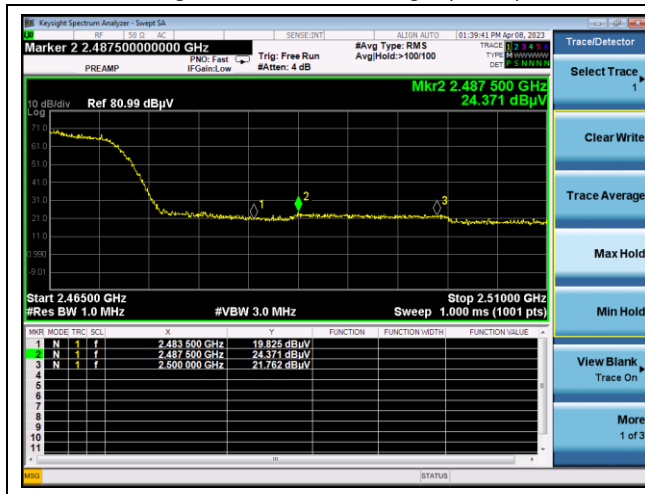 Keysight Spectrum Analyzer - Swept SA
RF 50 Ω AC SENSE:INT ALIGN AUTO 01:39:41 PM Apr 08, 2023
Marker 2 2.487500000000 GHz
PREAMP
PNO: Fast
IFGain:Low
Trig: Free Run
#Atten: 4 dB
#Avg Type: RMS
Avg|Hold:>100/100
TRACE 1 2 3 4 5 6
TYPE MWWWWW
DET P S N N N N
Mkr2 2.487 500 GHz
24.371 dBµV
10 dB/div Ref 80.99 dBµV
Log
71.0
61.0
51.0
41.0
31.0
21.0
11.0
0.990
-9.01
1
2
3
Start 2.46500 GHz Stop 2.51000 GHz
#Res BW 1.0 MHz #VBW 3.0 MHz Sweep 1.000 ms (1001 pts)
MKR MODE TRC SCL X Y FUNCTION FUNCTION WIDTH FUNCTION VALUE
1 N 1 f 2.483 500 GHz 19.825 dBµV
2 N 1 f 2.487 500 GHz 24.371 dBµV
3 N 1 f 2.500 000 GHz 21.762 dBµV
4
5
6
7
8
9
10
11
MSG STATUS
Trace/Detector
Select Trace
1
Clear Write
Trace Average
Max Hold
Min Hold
View Blank
Trace On
More
1 of 3